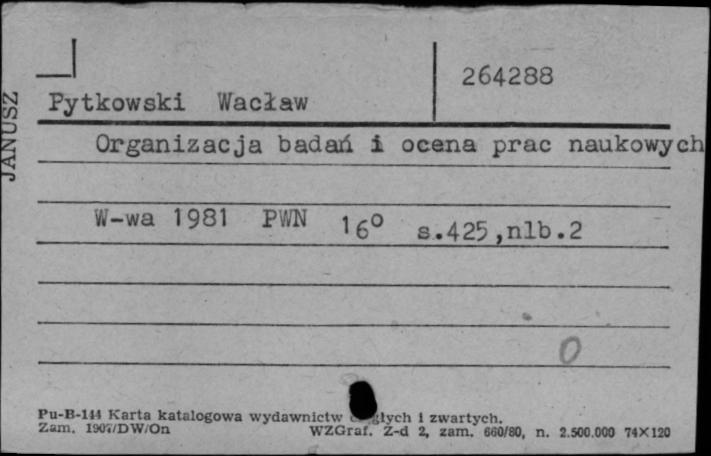 264288
Pytkowski Wacław
JANUSZ
Organizacja badań i ocena prac naukowych
W-wa 1981 PWN 16° s.425,nlb.2
0
Pu-B-144 Karta katalogowa wydawnictw ciągłych i zwartych.
Zam. 1907/DW/On WZGraf. Z-d 2, zam. 660/80, n. 2.500.000 74X120